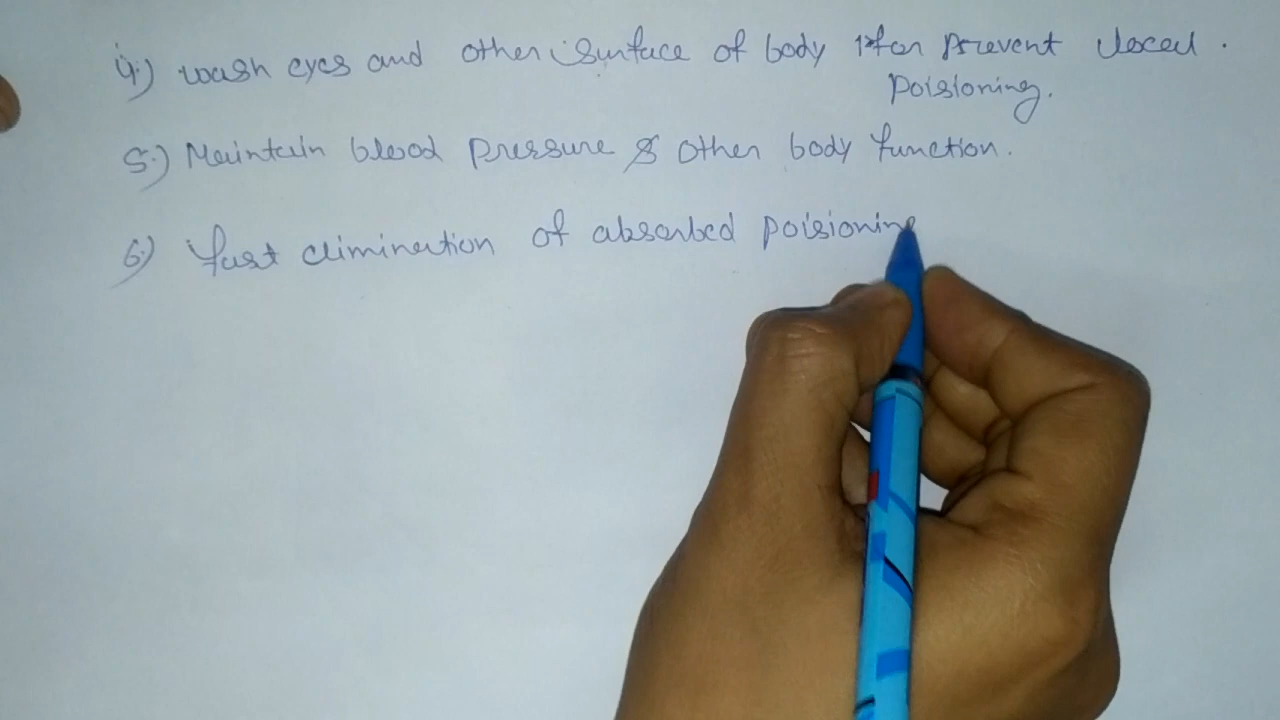 4.) wash eyes and other surface of body for prevent local.
poisioning.
5.) Maintain blood pressure & other body function.
6.) fast elimination of absorbed poisioning